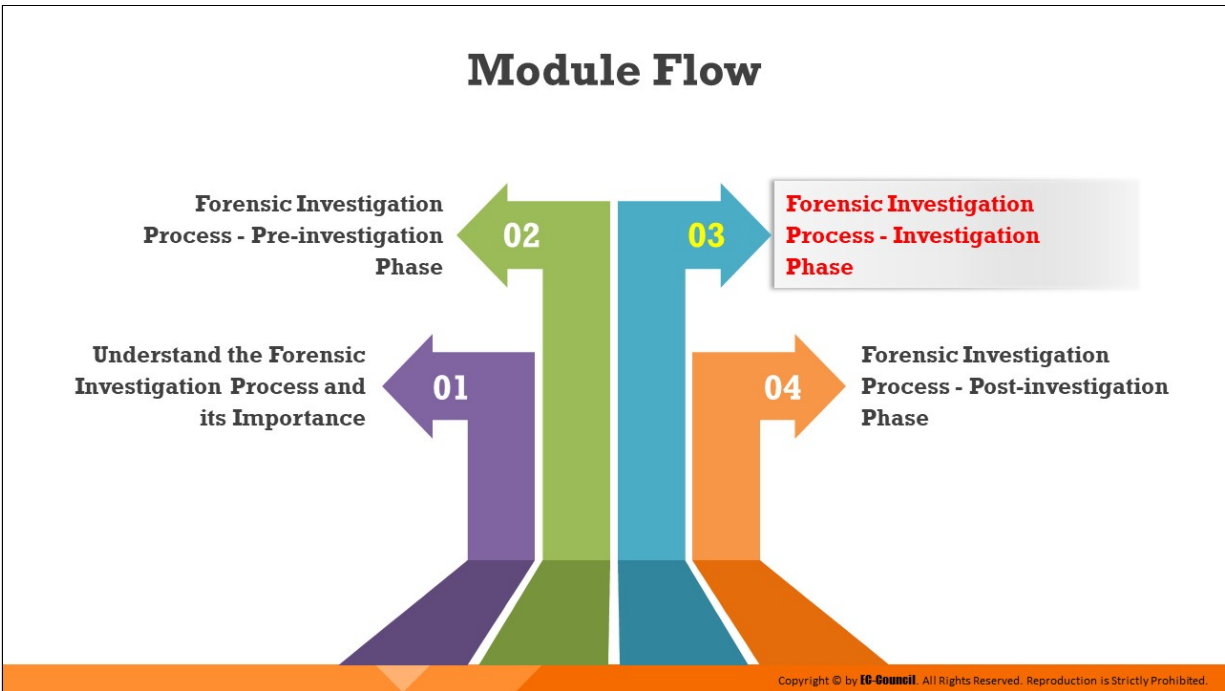 Module Flow
Forensic Investigation
Process - Pre-investigation
Phase
02
03
Forensic Investigation
Process - Investigation
Phase
Understand the Forensic
Investigation Process and
its Importance
01
04
Forensic Investigation
Process - Post-investigation
Phase
Copyright © by EC-Council. All Rights Reserved. Reproduction is Strictly Prohibited.